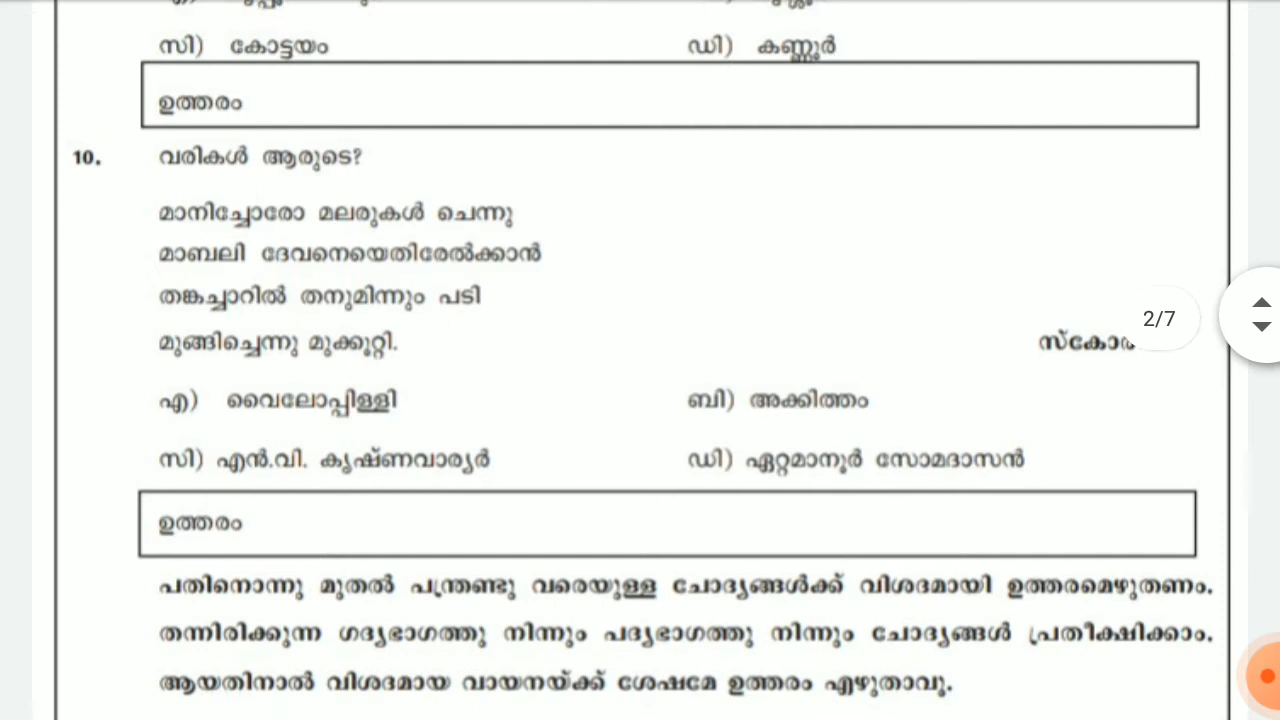 സി) കോട്ടയം ഡി) കണ്ണൂർ
ഉത്തരം
10. വരികൾ ആരുടെ?
മാനിച്ചോരോ മലരുകൾ ചെന്നു
മാബലി ദേവനെയെതിരേൽക്കാൻ
തങ്കച്ചാറിൽ തനുമിന്നും പടി
2/7
മുങ്ങിച്ചെന്നു മുക്കൂറ്റി.
എ) വൈലോപ്പിള്ളി ബി) അക്കിത്തം
സി) എൻ.വി. കൃഷ്ണവാര്യർ ഡി) ഏറ്റമാനൂർ സോമദാസൻ
ഉത്തരം
പതിനൊന്നു മുതൽ പന്ത്രണ്ടു വരെയുള്ള ചോദ്യങ്ങൾക്ക് വിശദമായി ഉത്തരമെഴുതണം.
തന്നിരിക്കുന്ന ഗദ്യഭാഗത്തു നിന്നും പദ്യഭാഗത്തു നിന്നും ചോദ്യങ്ങൾ പ്രതീക്ഷിക്കാം.
ആയതിനാൽ വിശദമായ വായനയ്ക്ക് ശേഷമേ ഉത്തരം എഴുതാവൂ.